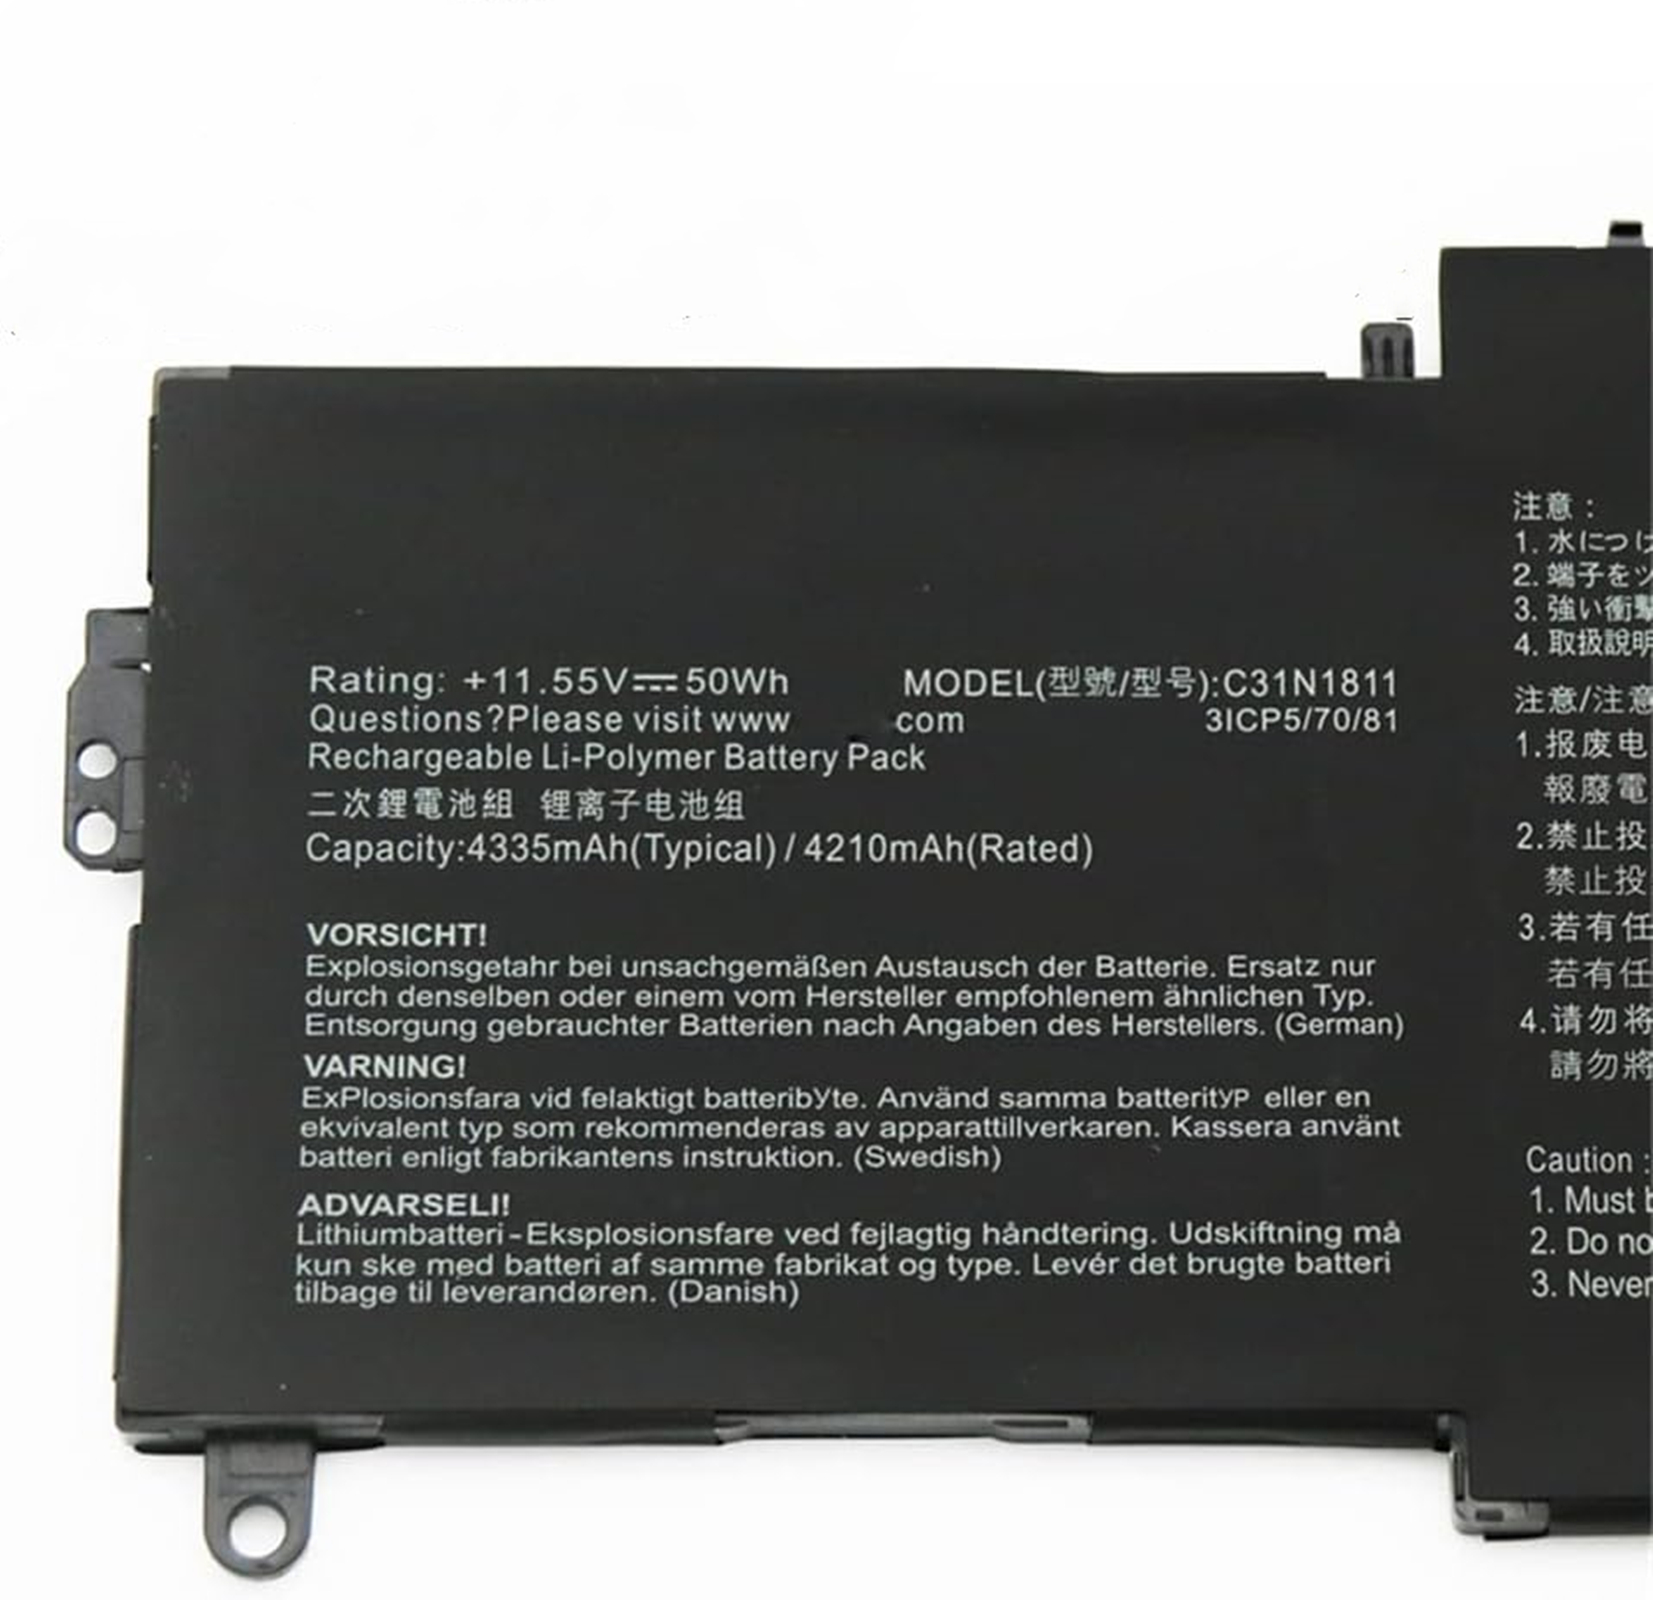 Rating: +11.55V⎓50Wh MODEL(型號/型号):C31N1811
Questions?Please visit www com 3ICP5/70/81
Rechargeable Li-Polymer Battery Pack
二次鋰電池組 锂离子电池组
Capacity:4335mAh(Typical) / 4210mAh(Rated)
VORSICHT!
Explosionsgetahr bei unsachgemäßen Austausch der Batterie. Ersatz nur
durch denselben oder einem vom Hersteller empfohlenem ähnlichen Typ.
Entsorgung gebrauchter Batterien nach Angaben des Herstellers. (German)
VARNING!
ExPlosionsfara vid felaktigt batteribyte. Använd samma batterityP eller en
ekvivalent typ som rekommenderas av apparattillverkaren. Kassera använt
batteri enligt fabrikantens instruktion. (Swedish)
ADVARSELI!
Lithiumbatteri-Eksplosionsfare ved fejlagtig håndtering. Udskiftning må
kun ske med batteri af samme fabrikat og type. Levér det brugte batteri
tilbage til leverandøren. (Danish)
注意：
1. 水につけ
2. 端子をツ
3. 強い衝撃
4. 取扱説明
注意/注意
1.报废电
報廢電
2.禁止投
禁止投
3.若有任
若有任
4.请勿将
請勿將
Caution :
1. Must b
2. Do no
3. Never